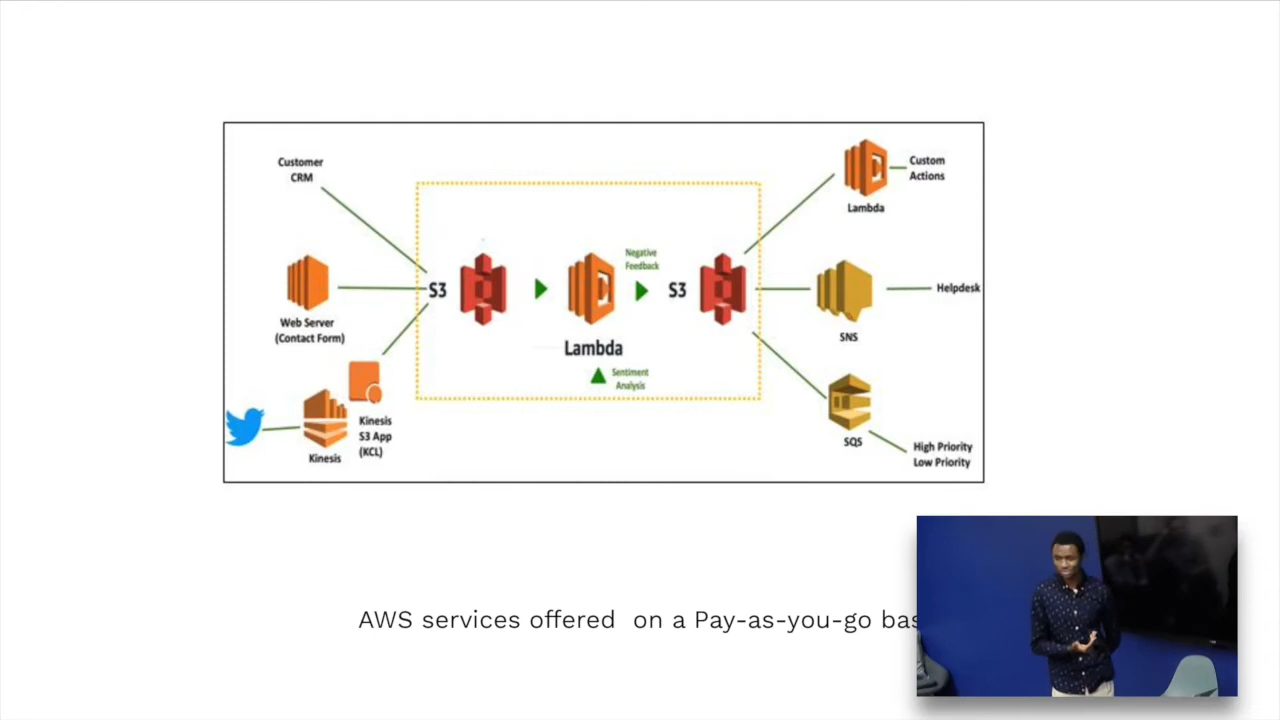 Customer
CRM
Web Server
(Contact Form)
Kinesis
S3 App
(KCL)
Kinesis
S3
Lambda
Negative
Feedback
Sentiment
Analysis
S3
Lambda
Custom
Actions
SNS
Helpdesk
SQS
High Priority
Low Priority
AWS services offered on a Pay-as-you-go